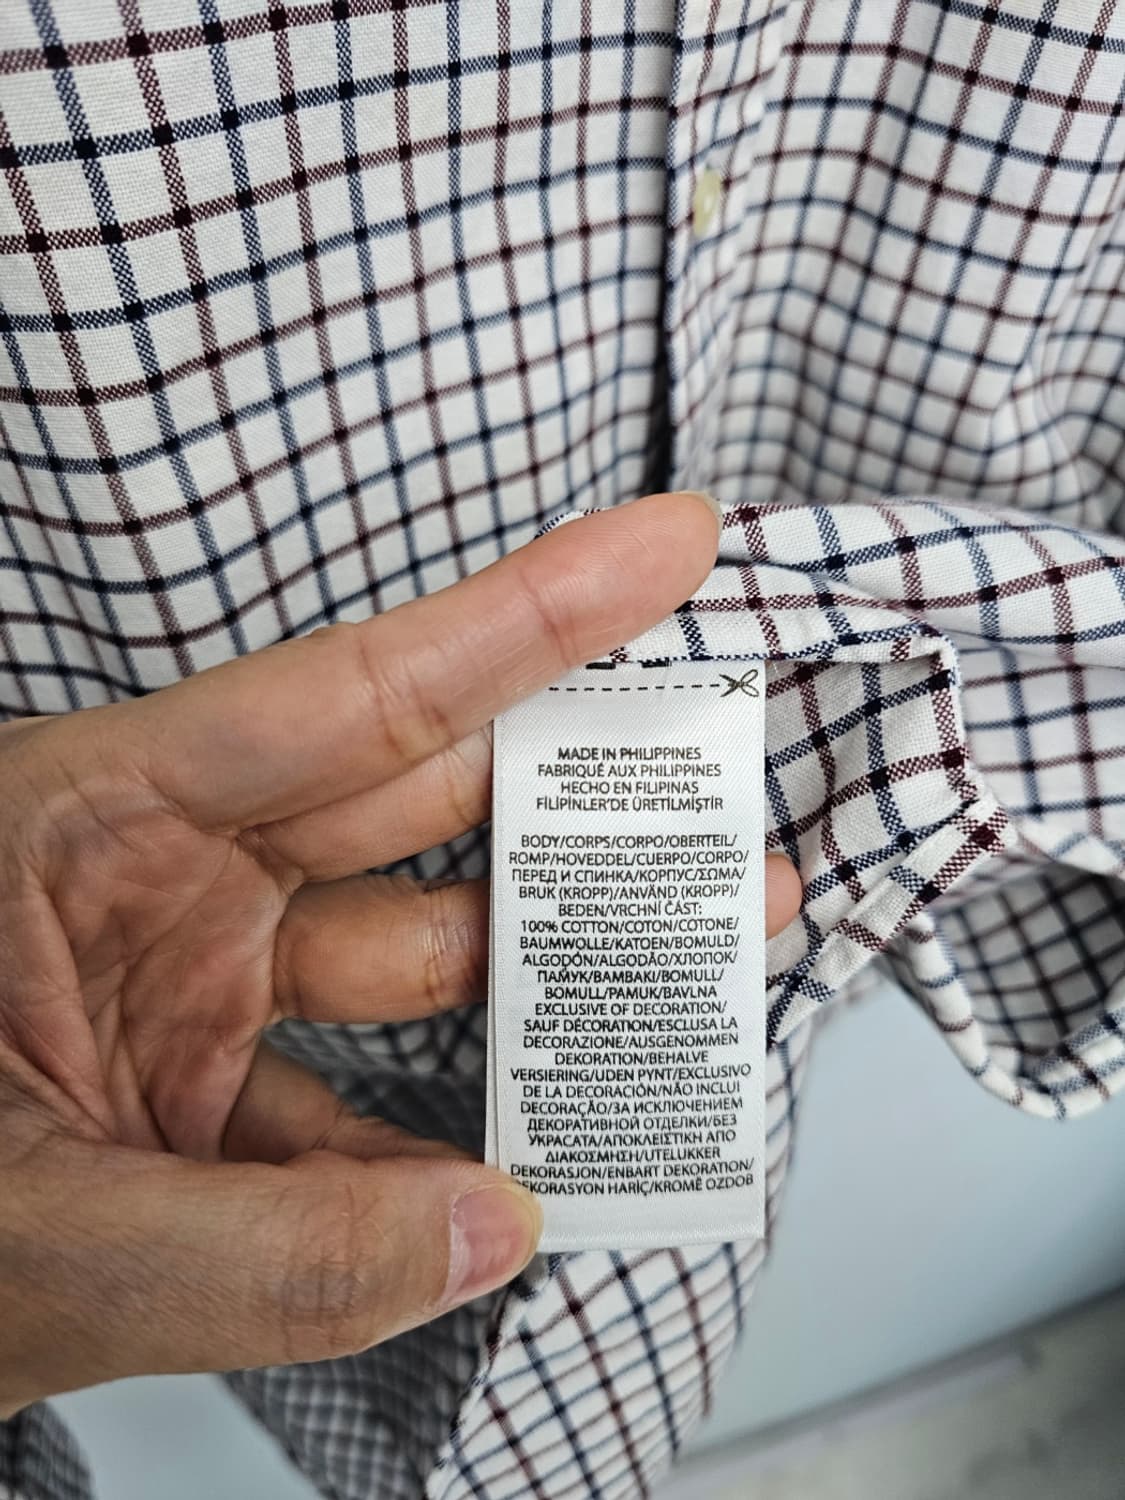 MADE IN PHILIPPINES
FABRIQUÉ AUX PHILIPPINES
HECHO EN FILIPINAS
FİLİPİNLER'DE ÜRETİLMİŞTİR
BODY/CORPS/CORPO/OBERTEIL/
ROMP/HOVEDDEL/CUERPO/CORPO/
ПЕРЕД И СПИНКА/КОРПУС/ΣΩΜΑ/
BRUK (KROPP)/ANVÄND (KROPP)/
BEDEN/VRCHNÍ ČÁST:
100% COTTON/COTON/COTONE/
BAUMWOLLE/KATOEN/BOMULD/
ALGODÓN/ALGODÃO/ХЛОПОК/
ПАМУК/ΒΑΜΒΑΚΙ/BOMULL/
BOMULL/PAMUK/BAVLNA
EXCLUSIVE OF DECORATION/
SAUF DÉCORATION/ESCLUSA LA
DECORAZIONE/AUSGENOMMEN
DEKORATION/BEHALVE
VERSIERING/UDEN PYNT/EXCLUSIVO
DE LA DECORACIÓN/NÃO INCLUI
DECORAÇÃO/ЗА ИСКЛЮЧЕНИЕМ
ДЕКОРАТИВНОЙ ОТДЕЛКИ/БЕЗ
УКРАСАТА/ΑΠΟΚΛΕΙΣΤΙΚΗ ΑΠΟ
ΔΙΑΚΟΣΜΗΣΗ/UTELUKKER
DEKORASJON/ENBART DEKORATION/
EKORASYON HARİÇ/KROMĚ OZDOB